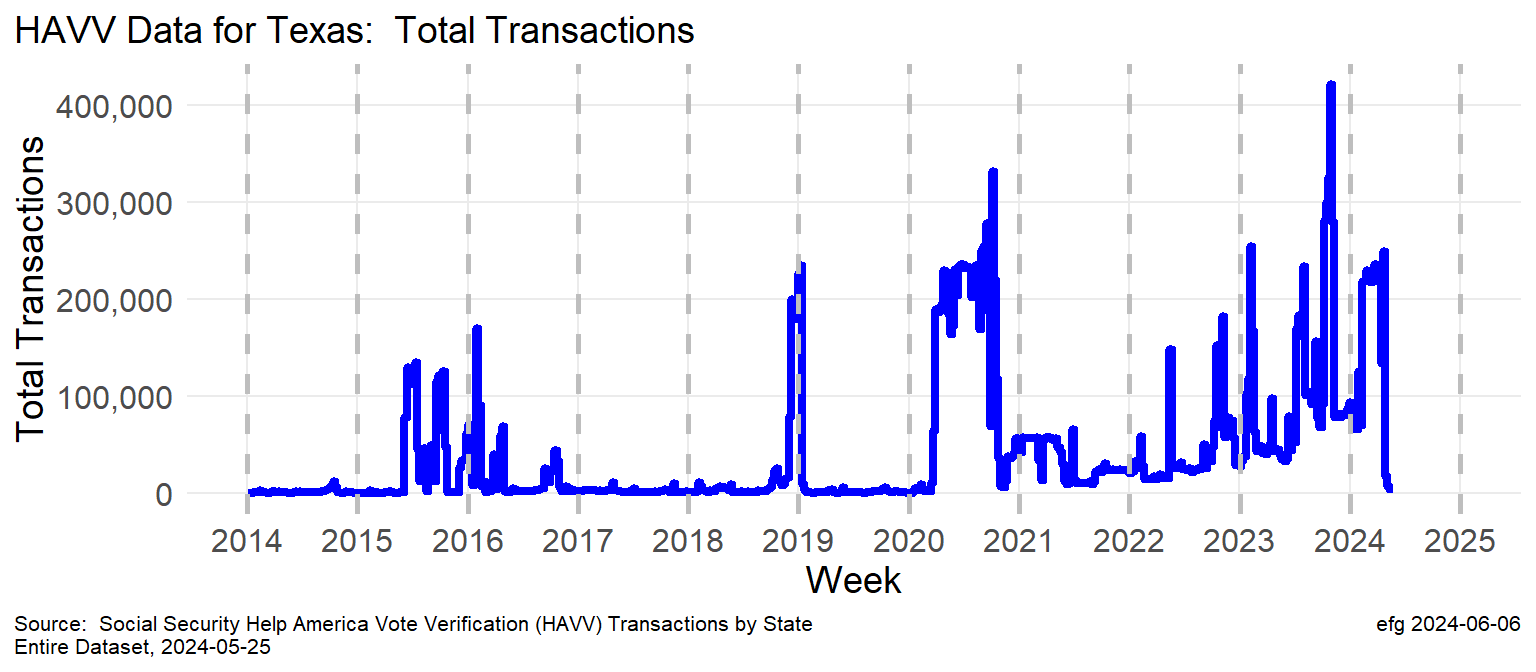 HAVV Data for Texas:  Total Transactions
Total Transactions
400,000
300,000
200,000
100,000
0
2014 2015 2016 2017 2018 2019 2020 2021 2022 2023 2024 2025
Week
Source:  Social Security Help America Vote Verification (HAVV) Transactions by State
Entire Dataset, 2024-05-25
efg 2024-06-06